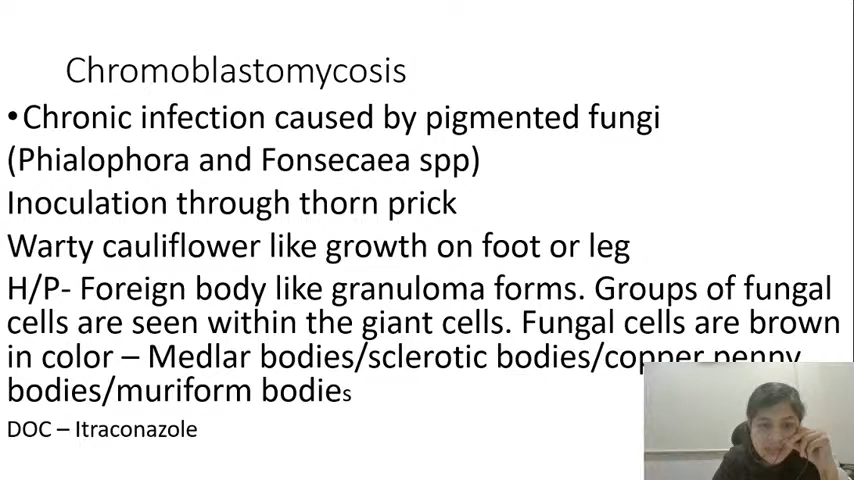 Chromoblastomycosis
•Chronic infection caused by pigmented fungi
(Phialophora and Fonsecaea spp)
Inoculation through thorn prick
Warty cauliflower like growth on foot or leg
H/P- Foreign body like granuloma forms. Groups of fungal
cells are seen within the giant cells. Fungal cells are brown
in color – Medlar bodies/sclerotic bodies/copper penny
bodies/muriform bodies
DOC – Itraconazole